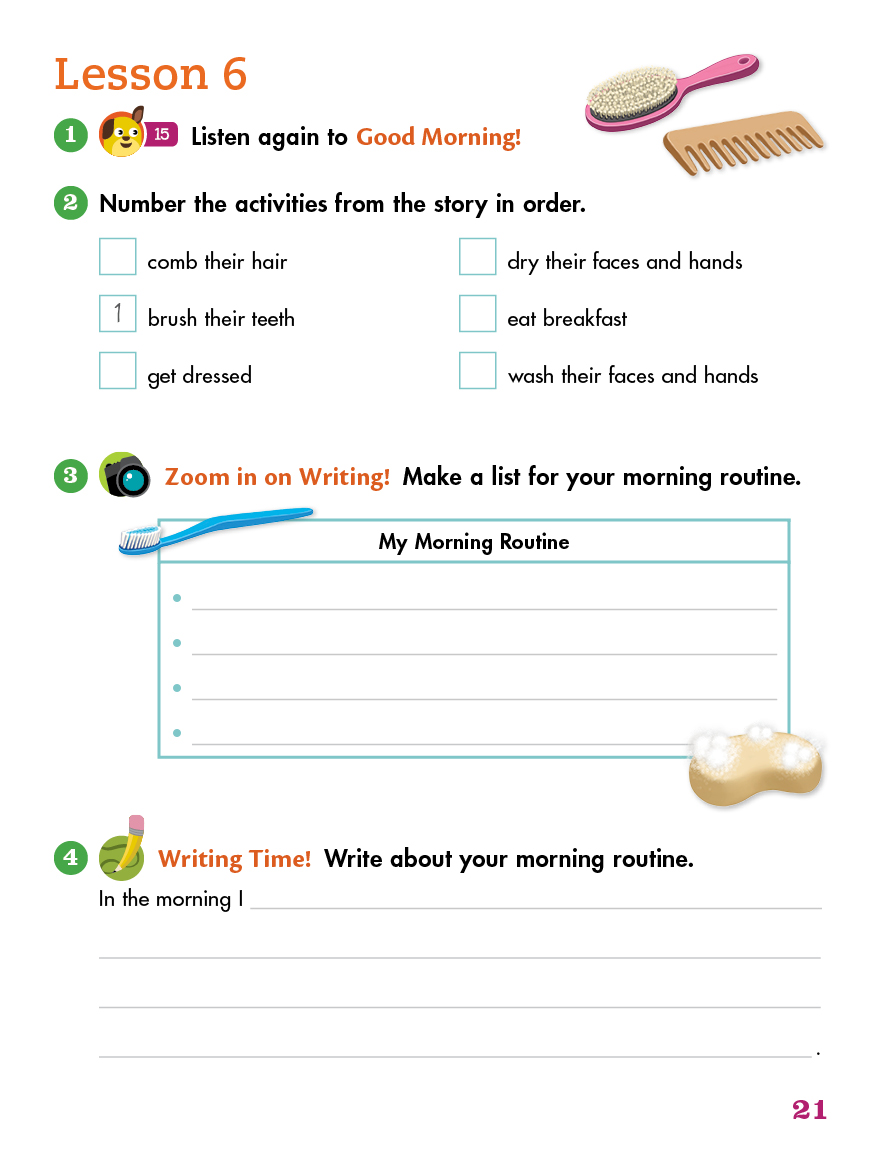 Lesson 6
1 15 Listen again to Good Morning!
2 Number the activities from the story in order.
comb their hair
1 brush their teeth
get dressed
dry their faces and hands
eat breakfast
wash their faces and hands
3 Zoom in on Writing! Make a list for your morning routine.
My Morning Routine
•
•
•
•
4 Writing Time! Write about your morning routine.
In the morning I
.
21